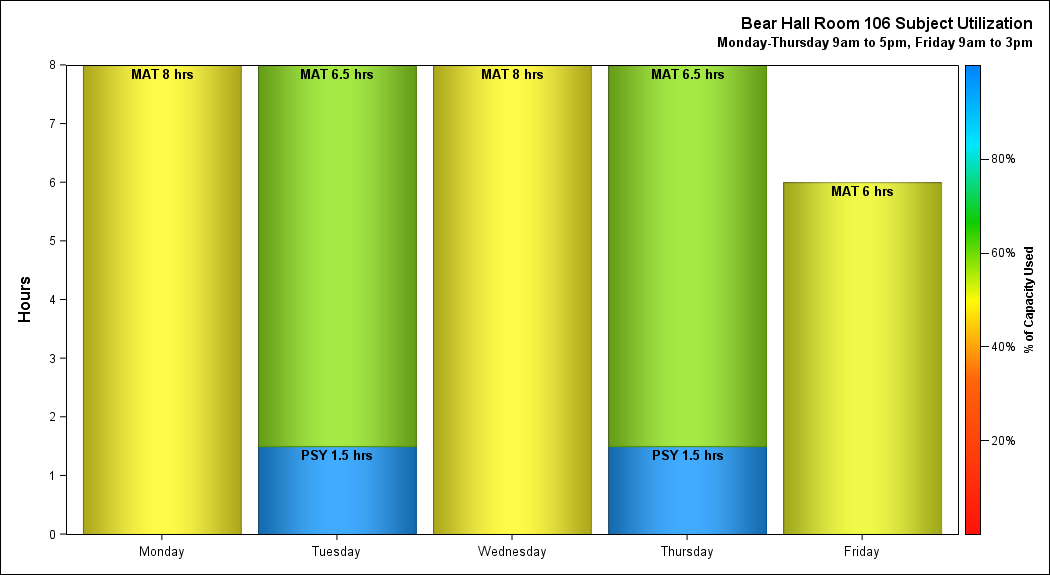 Bear Hall Room 106 Subject Utilization
Monday-Thursday 9am to 5pm, Friday 9am to 3pm
Hours
8
7
6
5
4
3
2
1
0
MAT 8 hrs
MAT 6.5 hrs
MAT 8 hrs
MAT 6.5 hrs
MAT 6 hrs
PSY 1.5 hrs
PSY 1.5 hrs
Monday
Tuesday
Wednesday
Thursday
Friday
80%
60%
40%
20%
% of Capacity Used